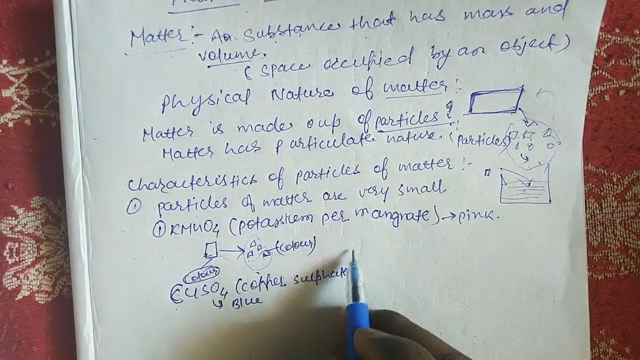 Matter :- An Substance that has mass and
volume.
(Space occupied by an object)
Physical Nature of matter :-
Matter is made oup of particles &
Matter has particulate nature. (particles)
Characteristics of particles of matter :-
① particles of matter are very small.
① KMnO4 (potassium per mangrate) → pink.
(colour)
colour
CUSO4 (copper sulphate
Blue